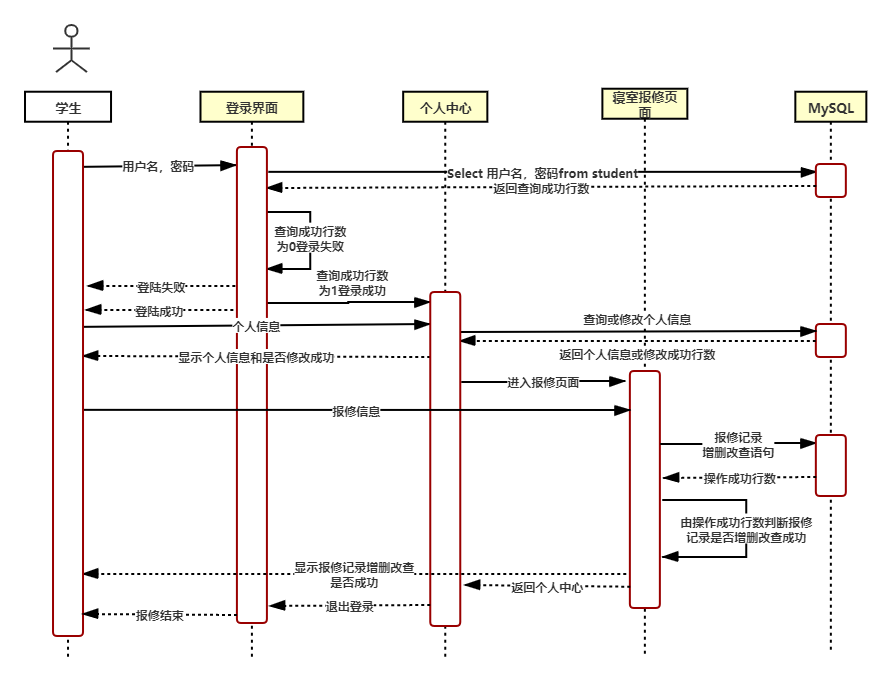 学生
登录界面
个人中心
寝室报修页
面
MySQL
用户名，密码
Select 用户名，密码from student
返回查询成功行数
查询成功行数
为0登录失败
查询成功行数
为1登录成功
登陆失败
登陆成功
个人信息
查询或修改个人信息
返回个人信息或修改成功行数
显示个人信息和是否修改成功
进入报修页面
报修信息
报修记录
增删改查语句
操作成功行数
由操作成功行数判断报修
记录是否增删改查成功
显示报修记录增删改查
是否成功
返回个人中心
退出登录
报修结束